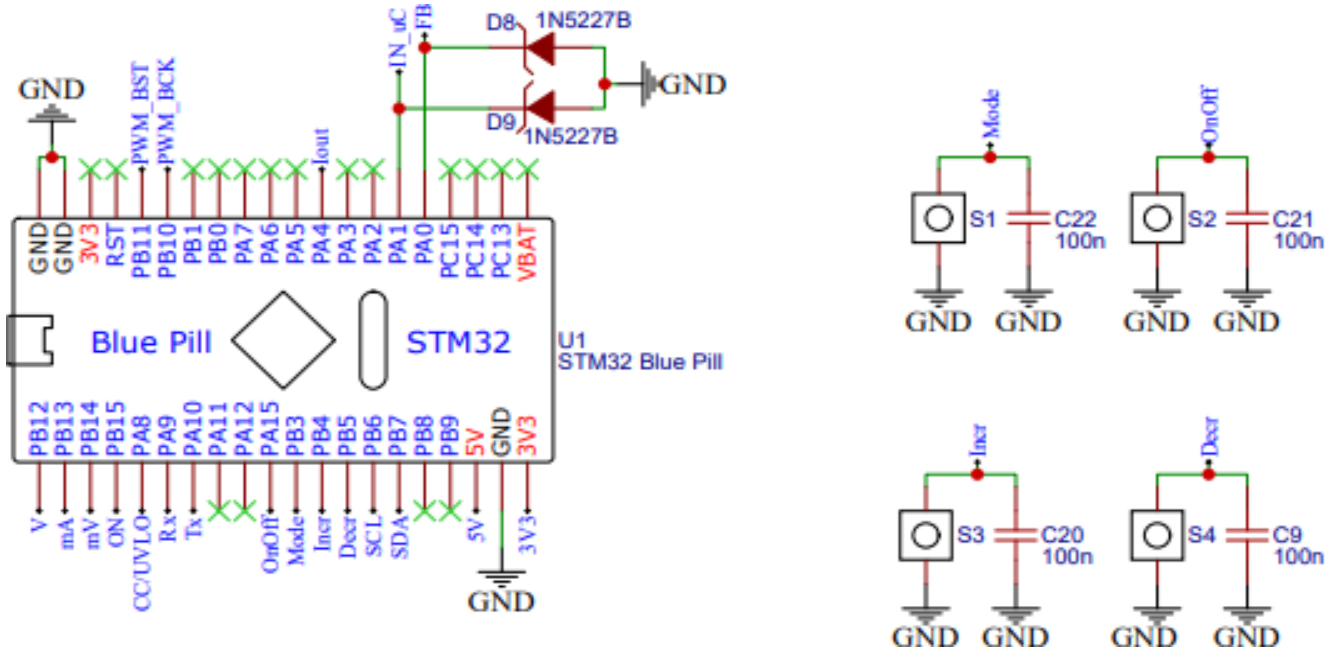 IN_uC
FB
D8
1N5227B
GND
D9
1N5227B
GND
PWM_BST
PWM_BCK
Iout
GND
GND
3V3
RST
PB11
PB10
PB1
PB0
PA7
PA6
PA5
PA4
PA3
PA2
PA1
PA0
PC15
PC14
PC13
VBAT
Blue Pill
STM32
U1
STM32 Blue Pill
PB12
PB13
PB14
PB15
PA8
PA9
PA10
PA11
PA12
PA15
PB3
PB4
PB5
PB6
PB7
PB8
PB9
5V
GND
3V3
V
mA
mV
ON
CC/UVLO
Rx
Tx
OnOff
Mode
Incr
Decr
SCL
SDA
5V
3V3
GND
Mode
S1
C22
100n
GND
GND
OnOff
S2
C21
100n
GND
GND
Incr
S3
C20
100n
GND
GND
Decr
S4
C9
100n
GND
GND